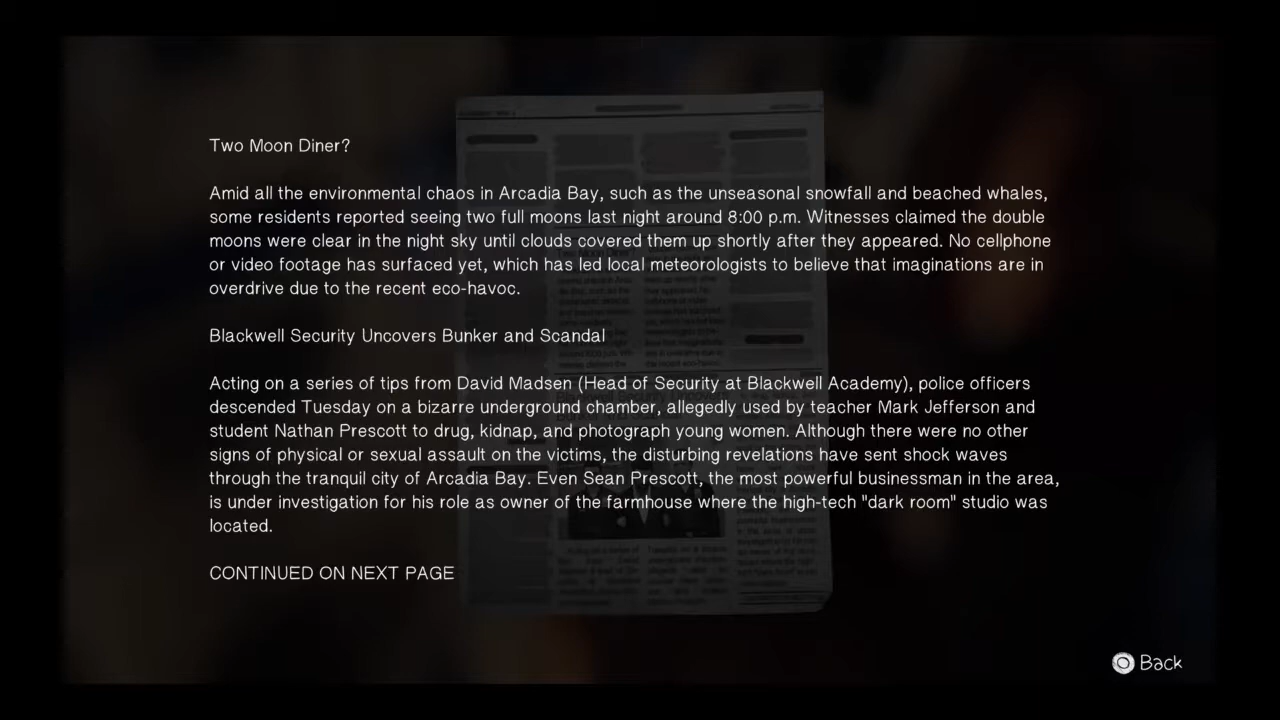 Two Moon Diner?
Amid all the environmental chaos in Arcadia Bay, such as the unseasonal snowfall and beached whales,
some residents reported seeing two full moons last night around 8:00 p.m. Witnesses claimed the double
moons were clear in the night sky until clouds covered them up shortly after they appeared. No cellphone
or video footage has surfaced yet, which has led local meteorologists to believe that imaginations are in
overdrive due to the recent eco-havoc.
Blackwell Security Uncovers Bunker and Scandal
Acting on a series of tips from David Madsen (Head of Security at Blackwell Academy), police officers
descended Tuesday on a bizarre underground chamber, allegedly used by teacher Mark Jefferson and
student Nathan Prescott to drug, kidnap, and photograph young women. Although there were no other
signs of physical or sexual assault on the victims, the disturbing revelations have sent shock waves
through the tranquil city of Arcadia Bay. Even Sean Prescott, the most powerful businessman in the area,
is under investigation for his role as owner of the farmhouse where the high-tech "dark room" studio was
located.
CONTINUED ON NEXT PAGE
Back